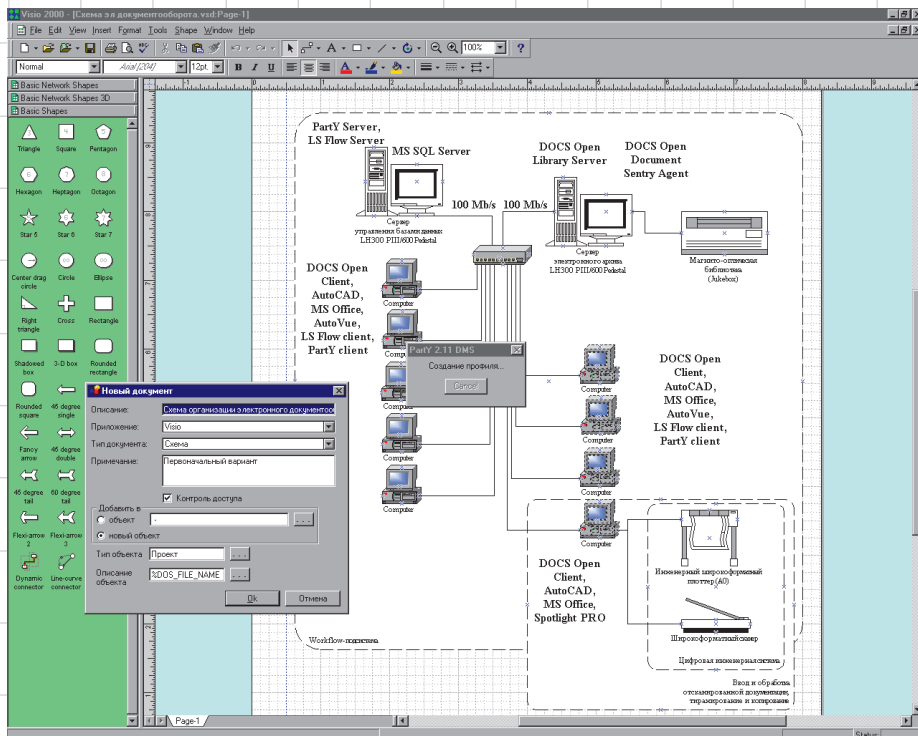 Visio 2000 - [Схема эл документооборота.vsd:Page-1]
File Edit View Insert Format Tools Shape Window Help
100%
Normal
Arial {204}
12pt.
B I U
Basic Network Shapes
Basic Network Shapes 3D
Basic Shapes
Triangle Square Pentagon
Hexagon Heptagon Octagon
Star 5 Star 6 Star 7
Center drag circle
Circle
Ellipse
Right triangle
Cross
Rectangle
Shadowed box
3-D box
Rounded rectangle
Rounded square
45 degree single
Fancy arrow
45 degree double
45 degree tail
60 degree tail
Flexi-arrow 2
Flexi-arrow 3
Dynamic connector
Line-curve connector
PartY Server,
LS Flow Server
MS SQL Server
DOCS Open
Library Server
DOCS Open
Document
Sentry Agent
100 Mb/s 100 Mb/s
Сервер
управления базами данных
LH300 PIII/600 Pedestal
Сервер
электронного архива
LH300 PIII/600 Pedestal
Магнито-оптическая
библиотека
(Jukebox)
DOCS Open
Client,
AutoCAD,
MS Office,
AutoVue,
LS Flow client,
PartY client
Computer
Computer
Computer
Computer
PartY 2.11 DMS
Создание профиля...
Cancel
DOCS Open
Client,
AutoCAD,
MS Office,
AutoVue,
LS Flow client,
PartY client
Computer
Computer
Computer
Computer
Новый документ
Описание:
Схема организации электронного документооо
Приложение:
Visio
Тип документа:
Схема
Примечание:
Первоначальный вариант
Контроль доступа
Добавить в
объект
...
новый объект
Тип объекта
Проект
...
Описание
объекта
%DOS_FILE_NAME
...
Ok
Отмена
DOCS Open
Client,
AutoCAD,
MS Office,
Spotlight PRO
Инженерный широкоформатный
плоттер (A0)
Широкоформатный сканер
Цифровая инженерная система
Workflow-подсистема
Ввод и обработка
отсканированной документации,
тиражирование и копирование
Page-1